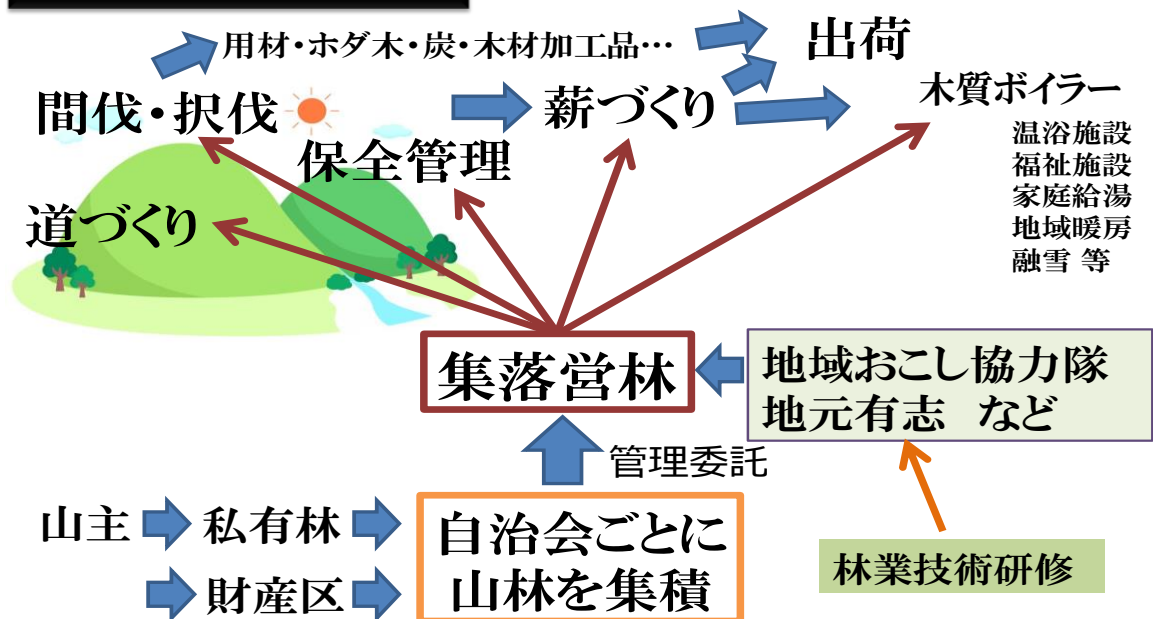 用材・ホダ木・炭・木材加工品…
出荷
間伐・択伐
薪づくり
木質ボイラー
温浴施設
福祉施設
家庭給湯
地域暖房
融雪 等
保全管理
道づくり
集落営林
地域おこし協力隊
地元有志 など
管理委託
山主
私有林
自治会ごとに
山林を集積
財産区
林業技術研修